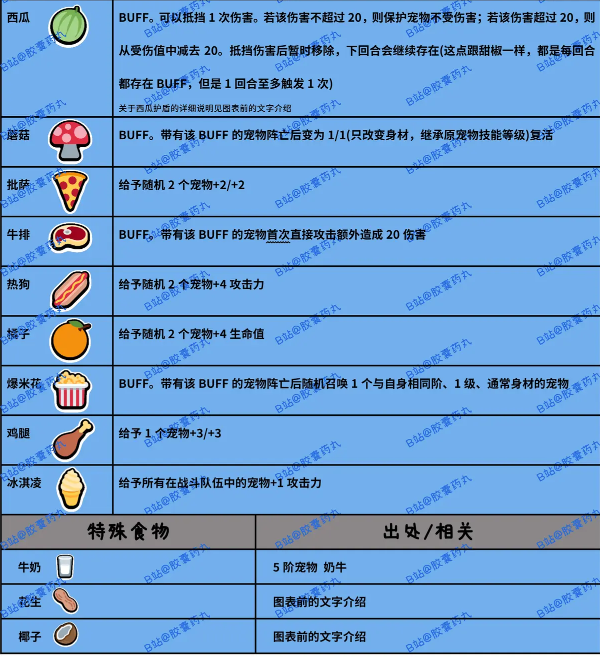 西瓜
BUFF。可以抵挡 1 次伤害。若该伤害不超过 20，则保护宠物不受伤害；若该伤害超过 20，则
从受伤值中减去 20。抵挡伤害后暂时移除，下回合会继续存在(这点跟甜椒一样，都是每回合
都存在 BUFF，但是 1 回合至多触发 1 次)
关于西瓜护盾的详细说明见图表前的文字介绍
蘑菇
BUFF。带有该 BUFF 的宠物阵亡后变为 1/1(只改变身材，继承原宠物技能等级)复活
批萨
给予随机 2 个宠物+2/+2
牛排
BUFF。带有该 BUFF 的宠物首次直接攻击额外造成 20 伤害
热狗
给予随机 2 个宠物+4 攻击力
橘子
给予随机 2 个宠物+4 生命值
爆米花
BUFF。带有该 BUFF 的宠物阵亡后随机召唤 1 个与自身相同阶、1 级、通常身材的宠物
鸡腿
给予 1 个宠物+3/+3
冰淇凌
给予所有在战斗队伍中的宠物+1 攻击力
特殊食物
出处/相关
牛奶
5 阶宠物 奶牛
花生
图表前的文字介绍
椰子
图表前的文字介绍
B站@胶囊药丸